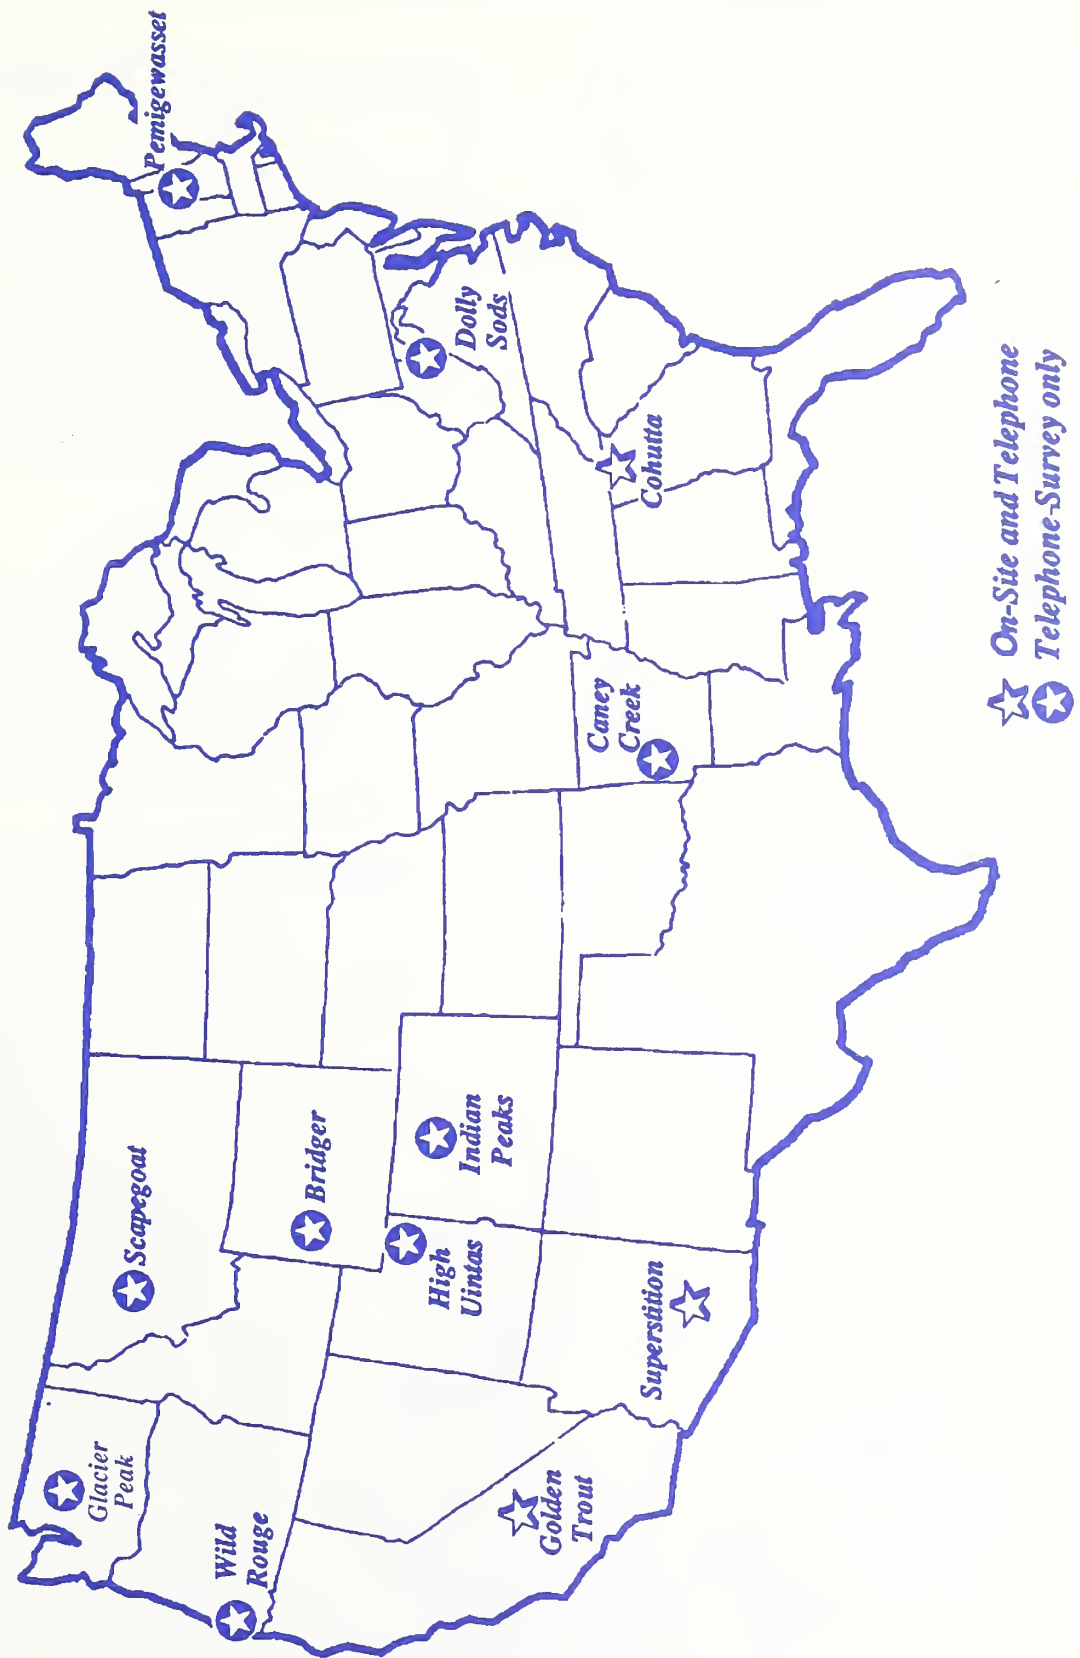 Glacier
Peak
Wild
Rouge
Golden
Trout
Superstition
Scapegoat
Bridger
High
Uintas
Indian
Peaks
Caney
Creek
Cohutta
Dolly
Sods
Pemigewasset
On-Site and Telephone
Telephone-Survey only